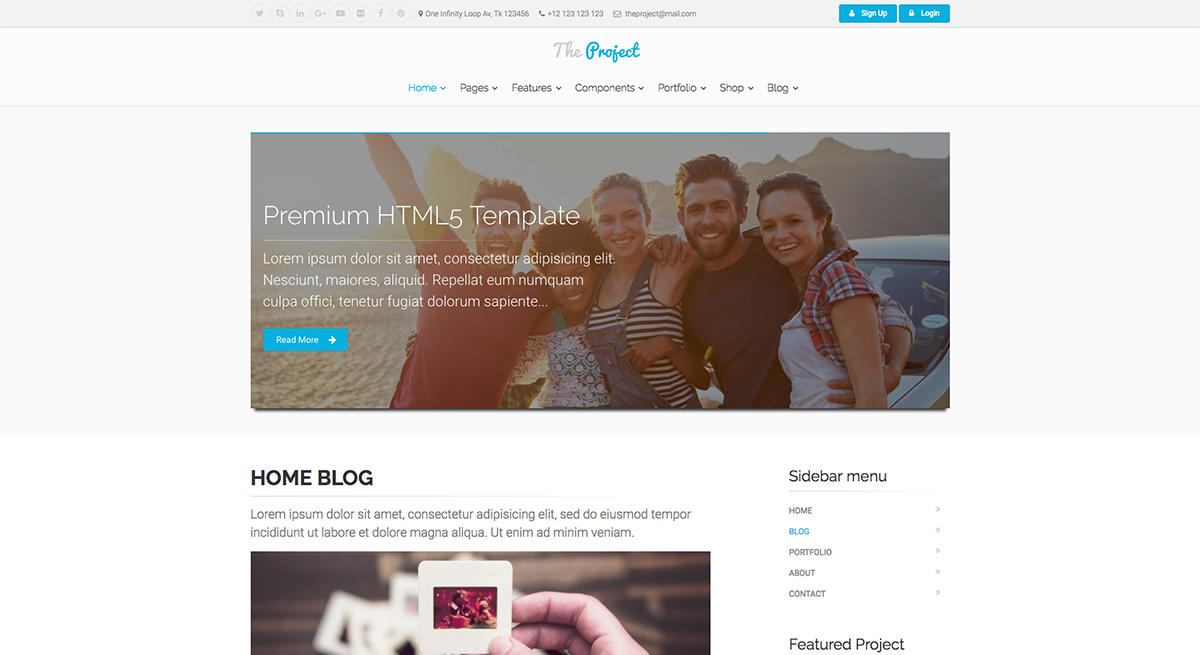 One Infinity Loop Av, Tk 123456 +12 123 123 123 theproject@mail.com Sign Up Login
The Project
Home Pages Features Components Portfolio Shop Blog
Premium HTML5 Template
Lorem ipsum dolor sit amet, consectetur adipisicing elit.
Nesciunt, maiores, aliquid. Repellat eum numquam
culpa offici, tenetur fugiat dolorum sapiente...
Read More
HOME BLOG
Lorem ipsum dolor sit amet, consectetur adipisicing elit, sed do eiusmod tempor
incididunt ut labore et dolore magna aliqua. Ut enim ad minim veniam.
Sidebar menu
HOME
BLOG
PORTFOLIO
ABOUT
CONTACT
Featured Project